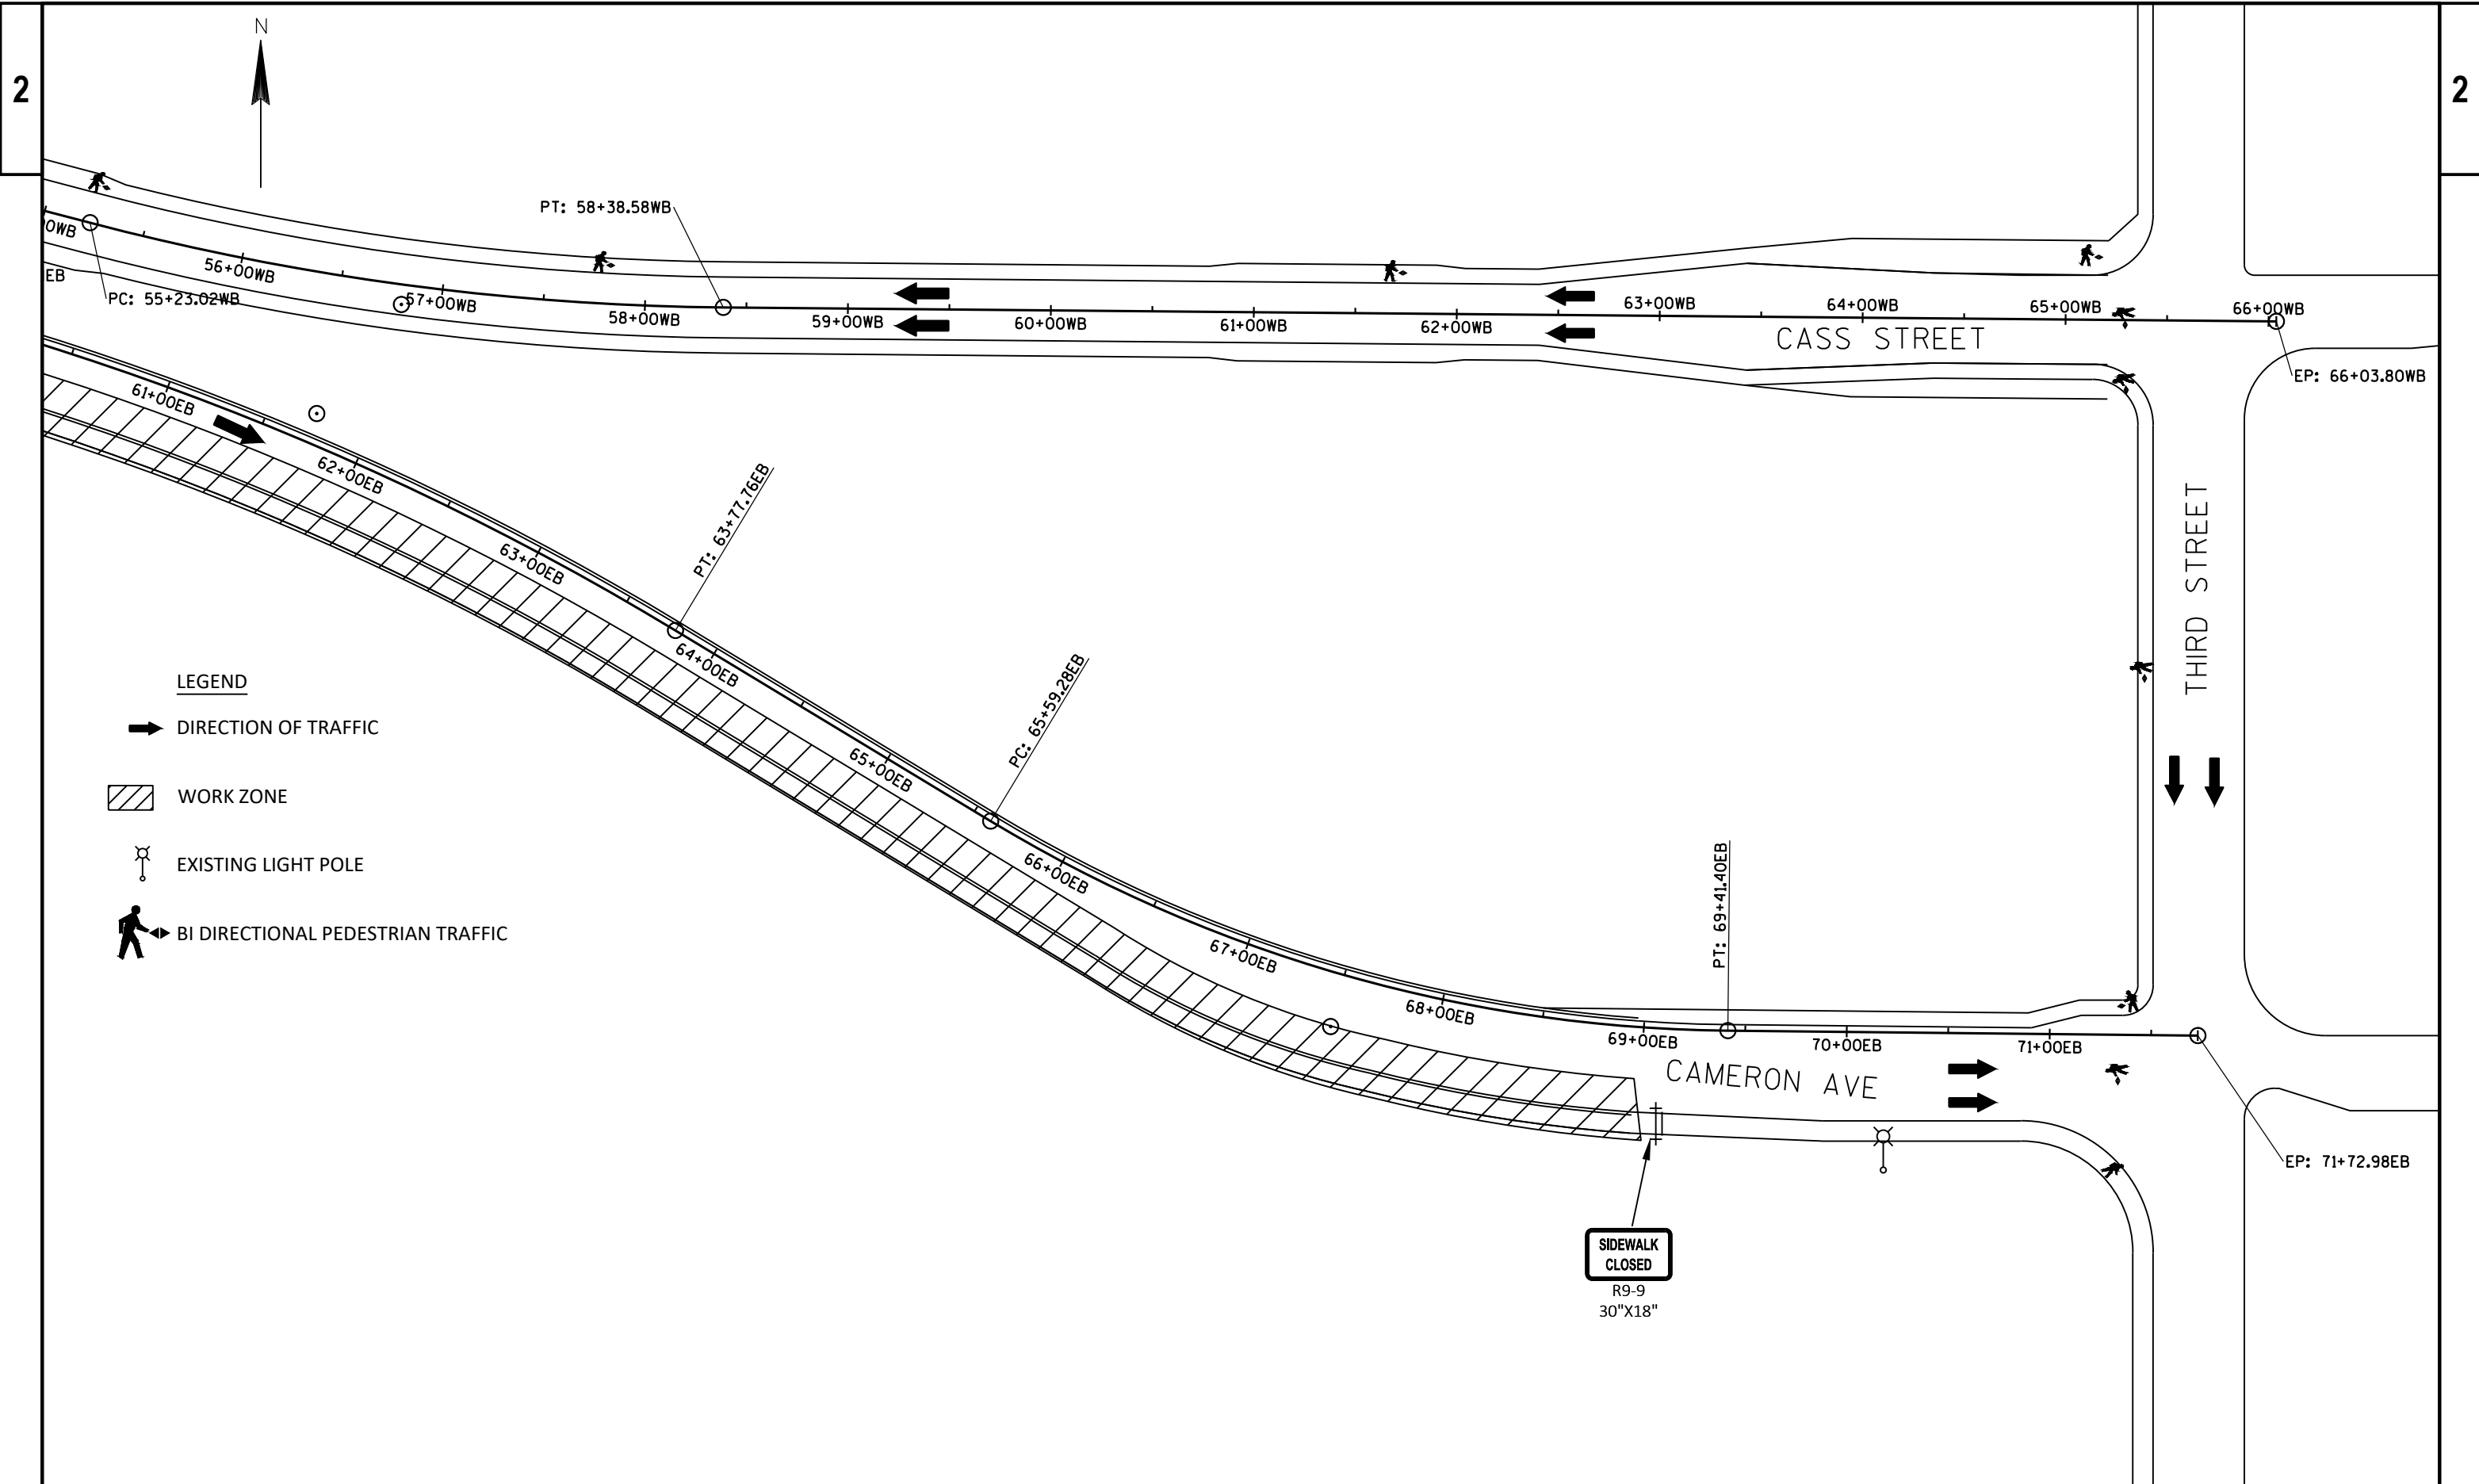 2
2
N
PT: 58+38.58WB
0WB
56+00WB
EB
PC: 55+23.02WB
57+00WB
58+00WB
59+00WB
60+00WB
61+00WB
62+00WB
63+00WB
64+00WB
65+00WB
66+00WB
CASS STREET
EP: 66+03.80WB
61+00EB
62+00EB
63+00EB
PT: 63+77.76EB
64+00EB
65+00EB
PC: 65+59.28EB
66+00EB
67+00EB
68+00EB
69+00EB
PT: 69+41.40EB
70+00EB
71+00EB
THIRD STREET
CAMERON AVE
EP: 71+72.98EB
LEGEND
DIRECTION OF TRAFFIC
WORK ZONE
EXISTING LIGHT POLE
BI DIRECTIONAL PEDESTRIAN TRAFFIC
SIDEWALK
CLOSED
R9-9
30"X18"